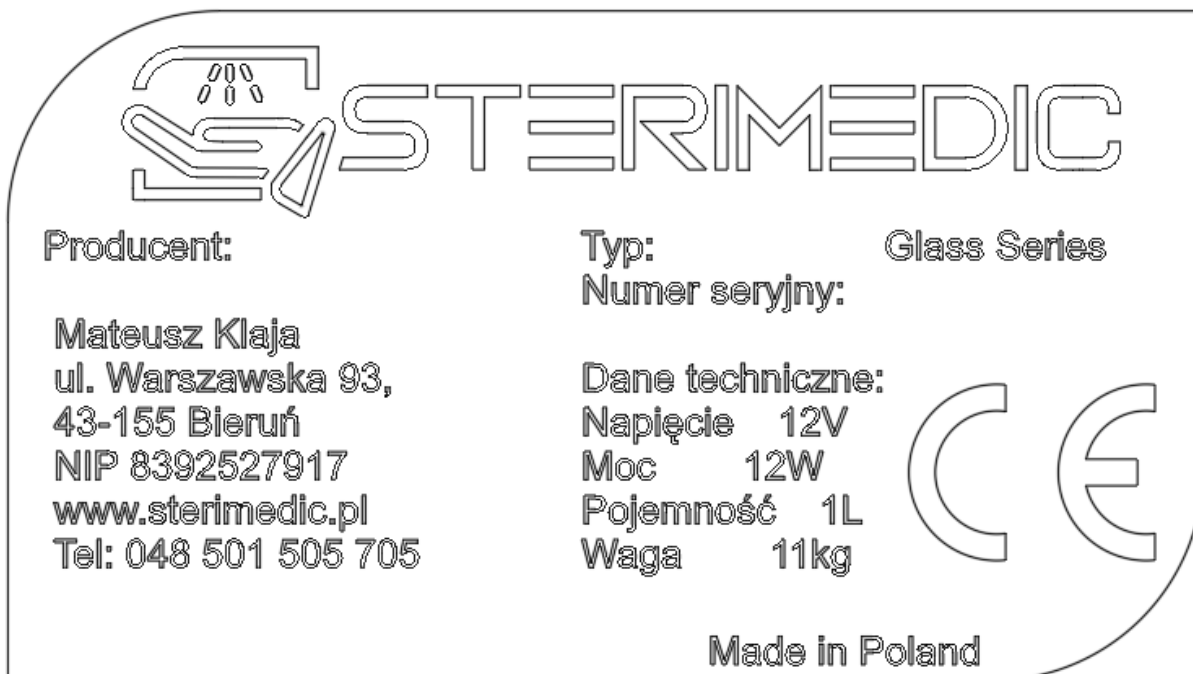 STERIMEDIC
Producent:
Mateusz Klaja
ul. Warszawska 93,
43-155 Bieruń
NIP 8392527917
www.sterimedic.pl
Tel: 048 501 505 705
Typ: Glass Series
Numer seryjny:
Dane techniczne:
Napięcie 12V
Moc 12W
Pojemność 1L
Waga 11kg
CE
Made in Poland